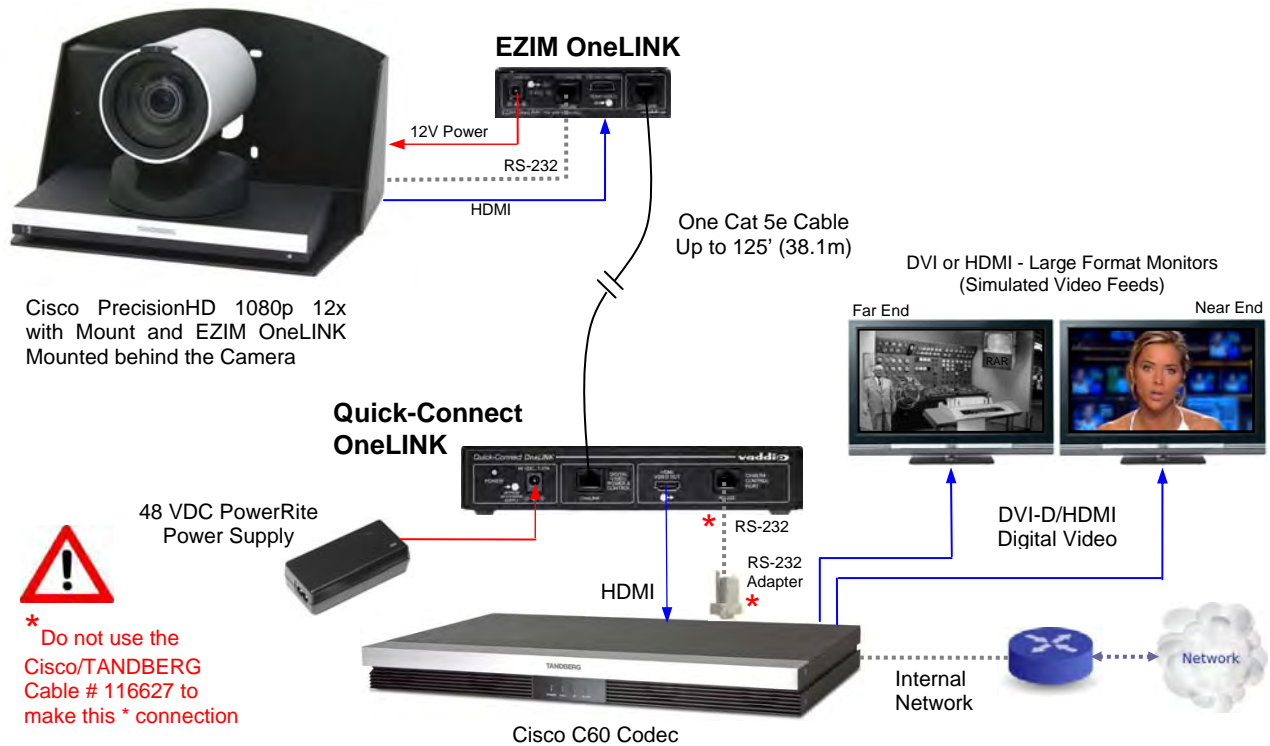 EZIM OneLINK
12V Power
RS-232
HDMI
One Cat 5e Cable
Up to 125' (38.1m)
TANDBERG
Cisco PrecisionHD 1080p 12x
with Mount and EZIM OneLINK
Mounted behind the Camera
DVI or HDMI - Large Format Monitors
(Simulated Video Feeds)
Far End
Near End
RAR
Quick-Connect
OneLINK
Quick-Connect OneLINK
vaddio
POWER
48 VDC PowerRite
Power Supply
* RS-232
RS-232
Adapter
*
HDMI
DVI-D/HDMI
Digital Video
*Do not use the
Cisco/TANDBERG
Cable # 116627 to
make this * connection
TANDBERG
Internal
Network
Network
Cisco C60 Codec